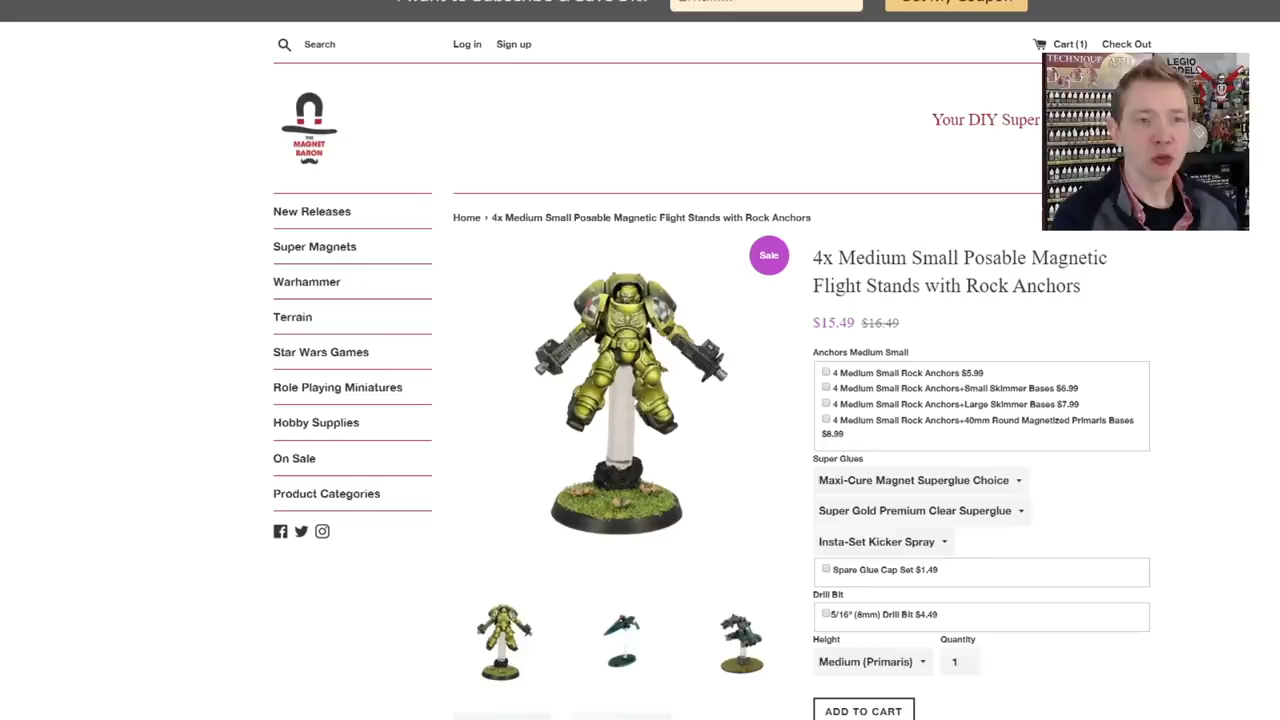 Search
Log in
Sign up
Cart (1)
Check Out
TECHNIQUE
LEGIO
THE
MAGNET
BARON
Your DIY Super
New Releases
Super Magnets
Warhammer
Terrain
Star Wars Games
Role Playing Miniatures
Hobby Supplies
On Sale
Product Categories
Home › 4x Medium Small Posable Magnetic Flight Stands with Rock Anchors
Sale
4x Medium Small Posable Magnetic
Flight Stands with Rock Anchors
$15.49 $16.49
Anchors Medium Small
4 Medium Small Rock Anchors $5.99
4 Medium Small Rock Anchors+Small Skimmer Bases $6.99
4 Medium Small Rock Anchors+Large Skimmer Bases $7.99
4 Medium Small Rock Anchors+40mm Round Magnetized Primaris Bases
$8.99
Super Glues
Maxi-Cure Magnet Superglue Choice
Super Gold Premium Clear Superglue
Insta-Set Kicker Spray
Spare Glue Cap Set $1.49
Drill Bit
5/16" (8mm) Drill Bit $4.49
Height
Quantity
Medium (Primaris)
1
ADD TO CART